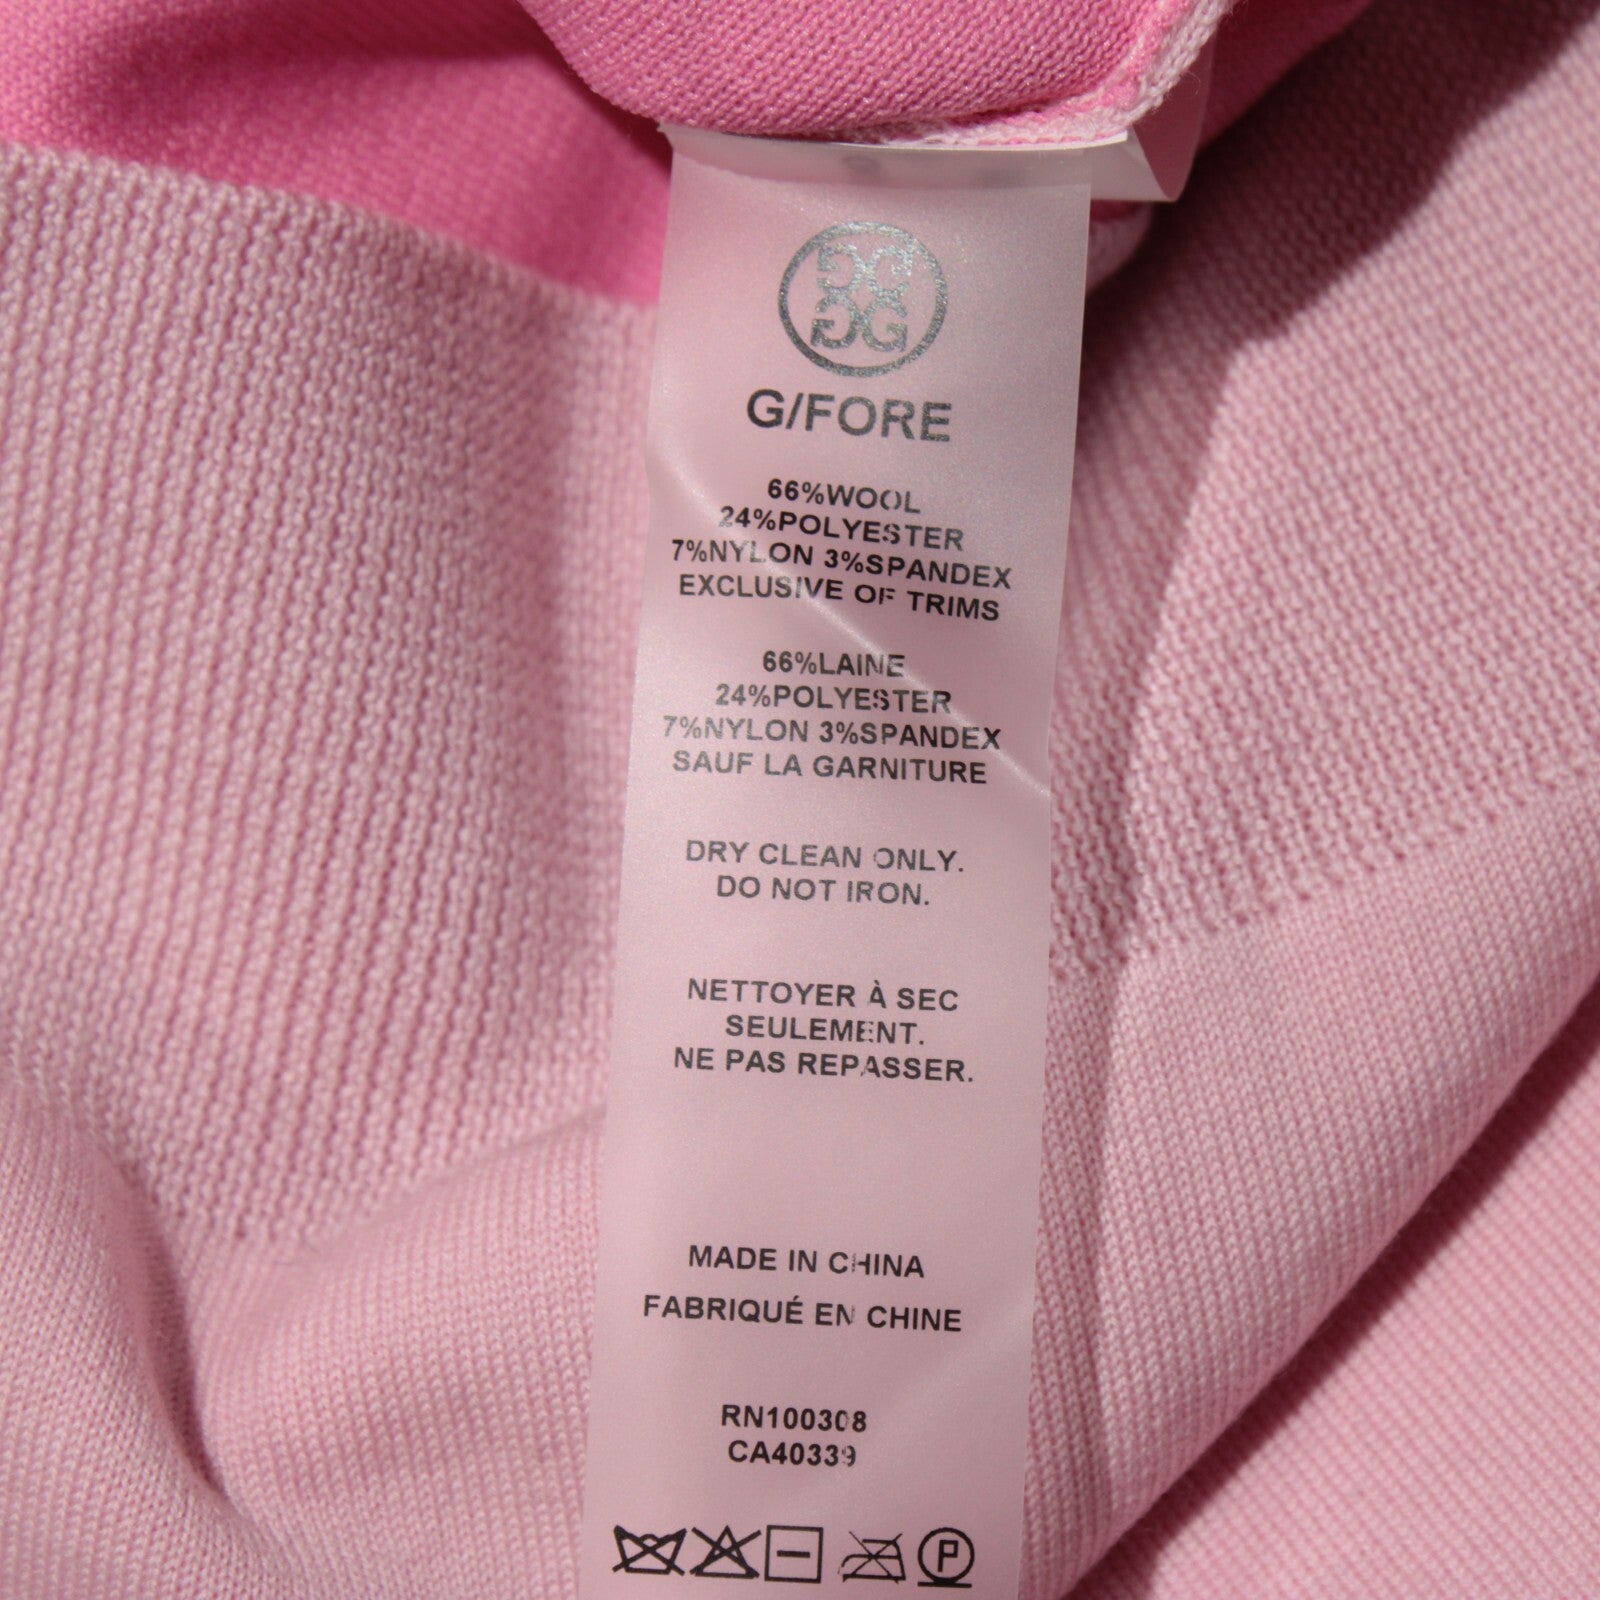 G/FORE
66%WOOL
24%POLYESTER
7%NYLON 3%SPANDEX
EXCLUSIVE OF TRIMS
66%LAINE
24%POLYESTER
7%NYLON 3%SPANDEX
SAUF LA GARNITURE
DRY CLEAN ONLY.
DO NOT IRON.
NETTOYER À SEC
SEULEMENT.
NE PAS REPASSER.
MADE IN CHINA
FABRIQUÉ EN CHINE
RN100308
CA40339
P